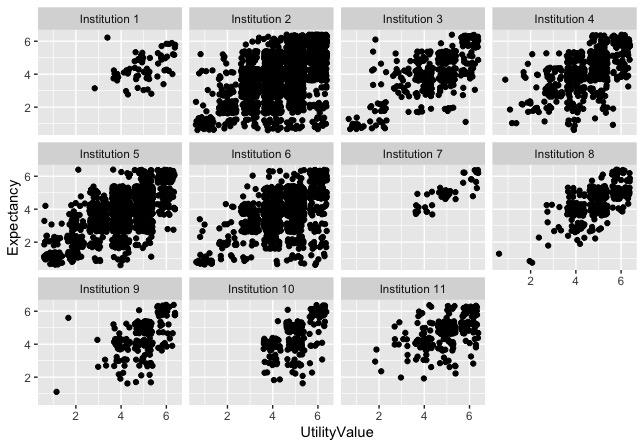 Institution 1 Institution 2 Institution 3 Institution 4
6
4
2
Institution 5 Institution 6 Institution 7 Institution 8
6
4
2
Expectancy
2 4 6
Institution 9 Institution 10 Institution 11
6
4
2
2 4 6 2 4 6 2 4 6
UtilityValue